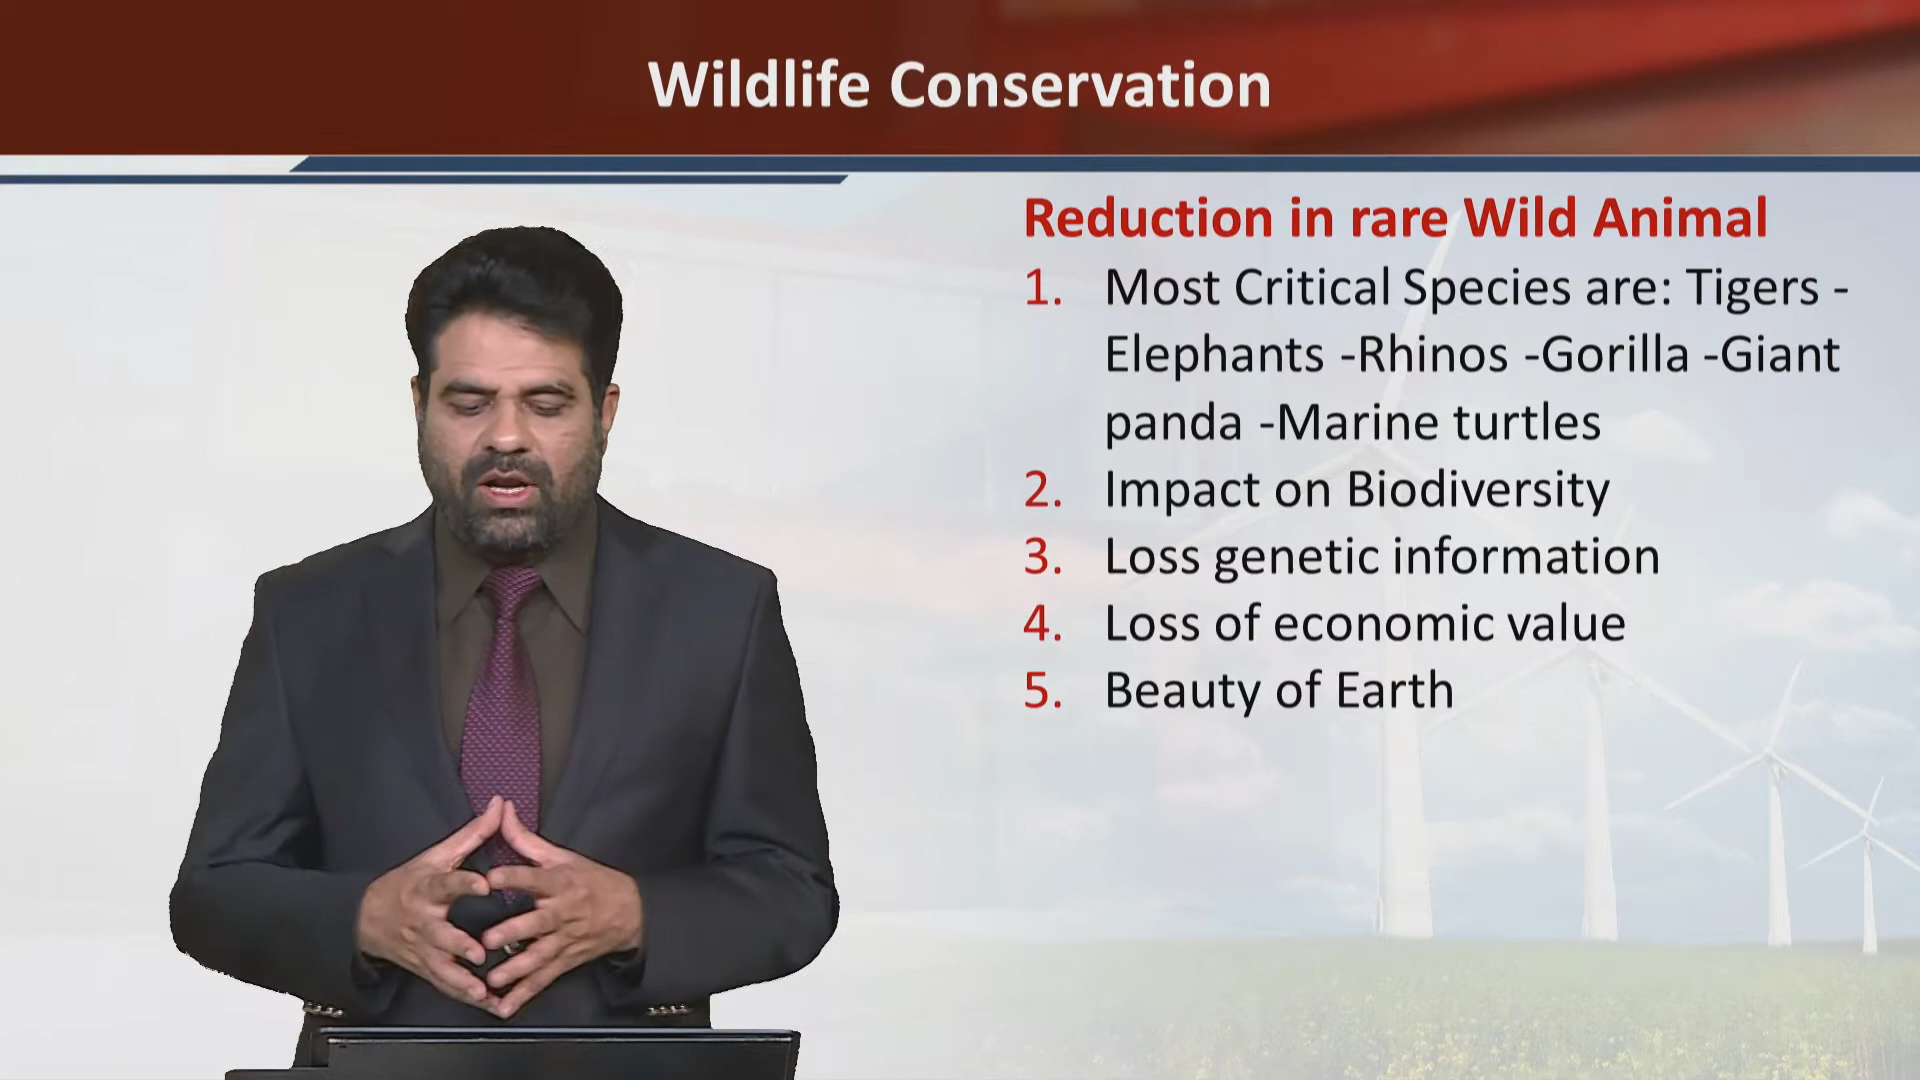 Wildlife Conservation
Reduction in rare Wild Animal
1. Most Critical Species are: Tigers -
Elephants -Rhinos -Gorilla -Giant
panda -Marine turtles
2. Impact on Biodiversity
3. Loss genetic information
4. Loss of economic value
5. Beauty of Earth